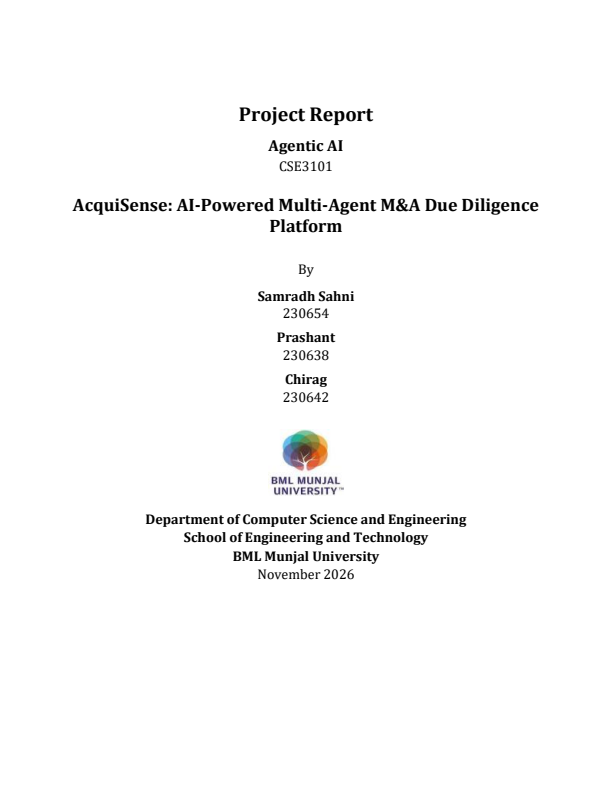 Project Report
Agentic AI
CSE3101
AcquiSense: AI-Powered Multi-Agent M&A Due Diligence
Platform
By
Samradh Sahni
230654
Prashant
230638
Chirag
230642
BML MUNJAL
UNIVERSITY™
Department of Computer Science and Engineering
School of Engineering and Technology
BML Munjal University
November 2026